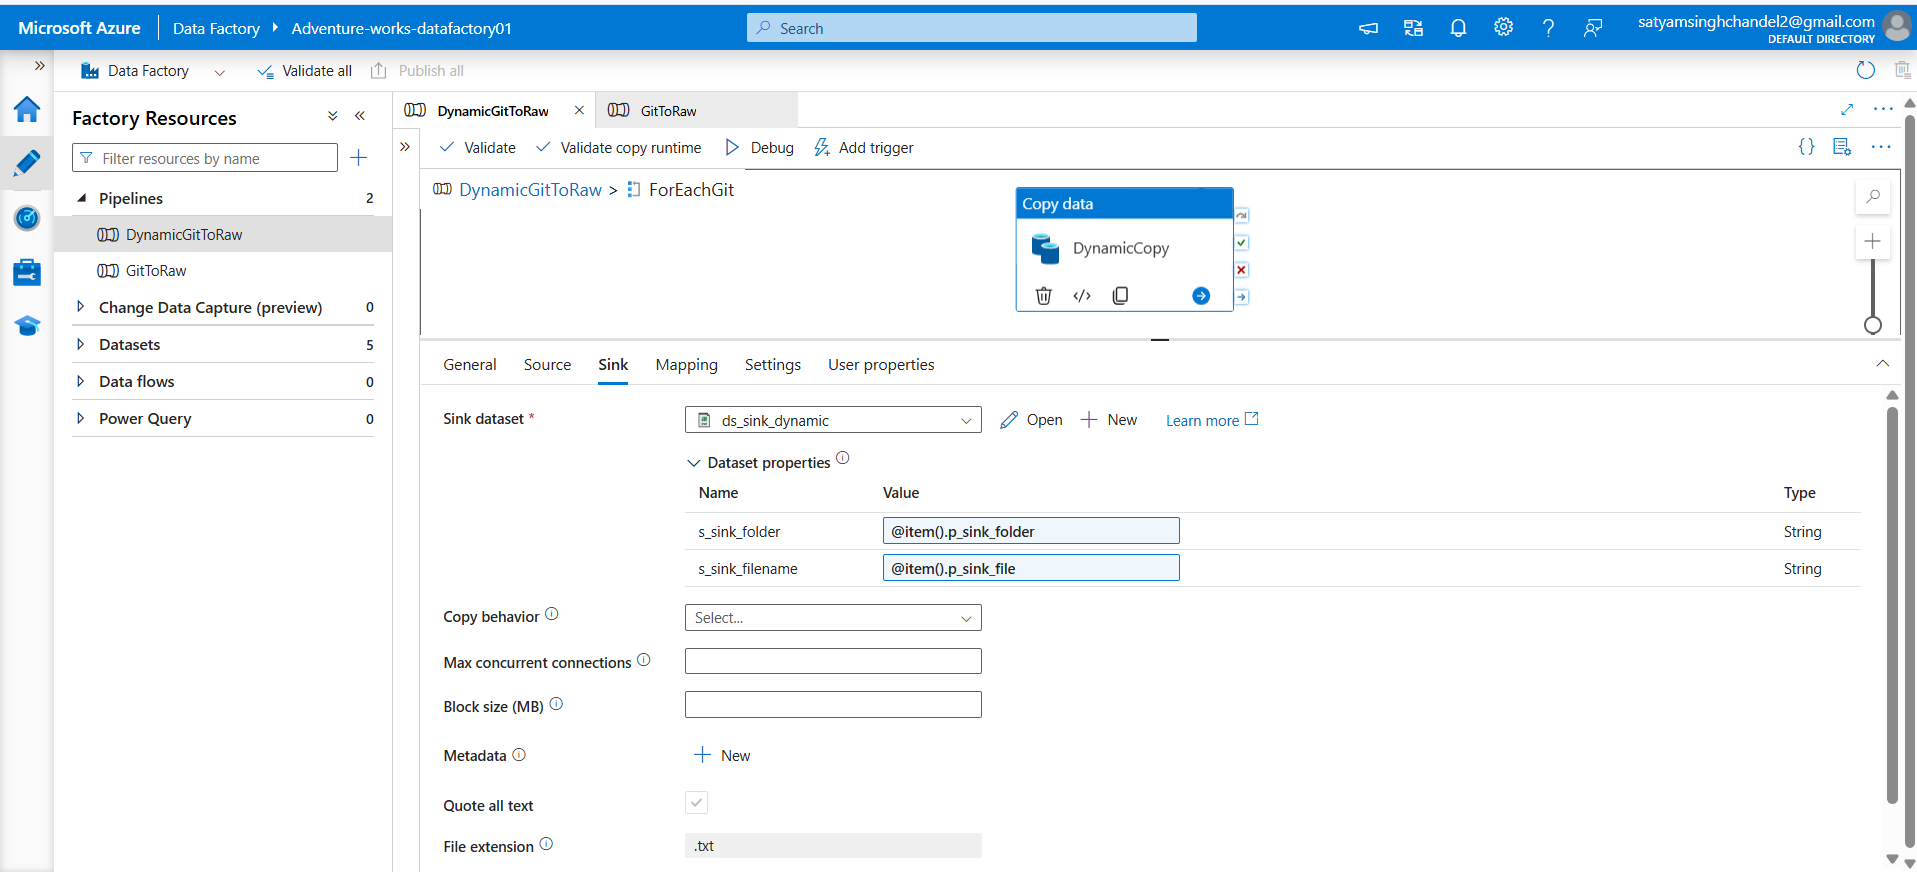 Microsoft Azure
Data Factory
Adventure-works-datafactory01
Search
satyamsinghchandel2@gmail.com
DEFAULT DIRECTORY
Data Factory
Validate all
Publish all
Factory Resources
Filter resources by name
Pipelines 2
DynamicGitToRaw
GitToRaw
Change Data Capture (preview) 0
Datasets 5
Data flows 0
Power Query 0
DynamicGitToRaw
GitToRaw
Validate
Validate copy runtime
Debug
Add trigger
DynamicGitToRaw > ForEachGit
Copy data
DynamicCopy
General
Source
Sink
Mapping
Settings
User properties
Sink dataset *
ds_sink_dynamic
Open
New
Learn more
Dataset properties
Name Value Type
s_sink_folder @item().p_sink_folder String
s_sink_filename @item().p_sink_file String
Copy behavior
Select...
Max concurrent connections
Block size (MB)
Metadata
New
Quote all text
File extension
.txt